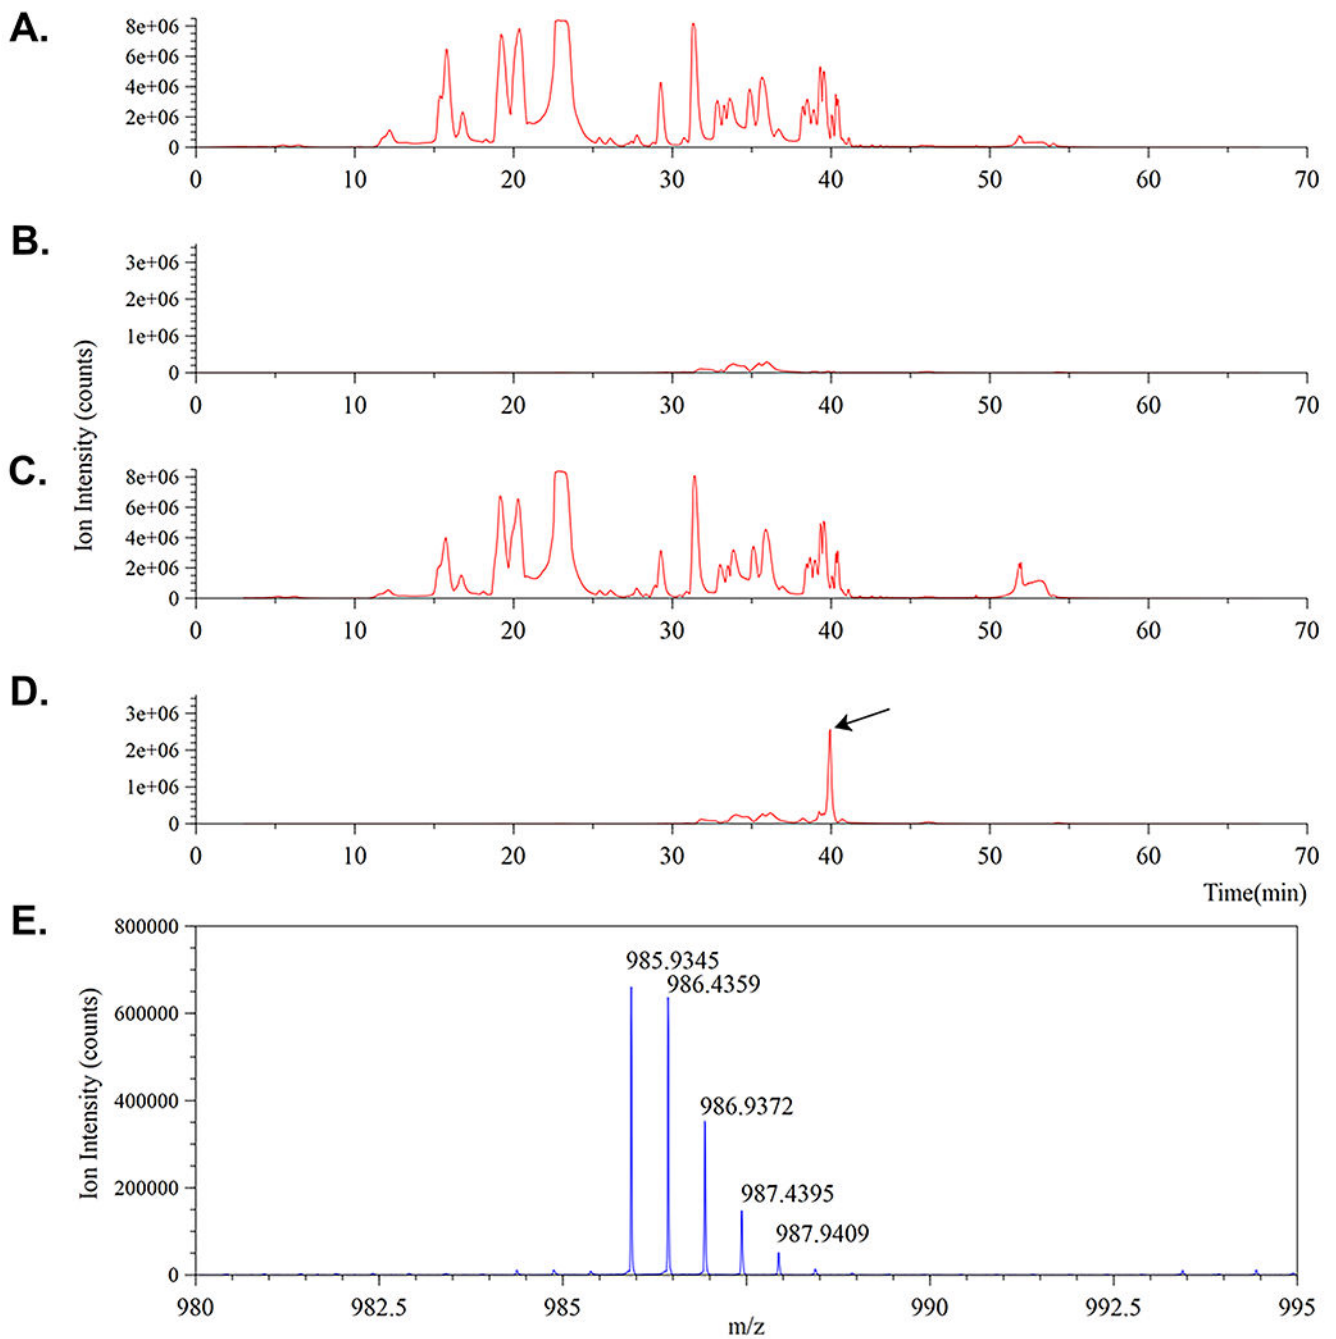 A.
8e+06
6e+06
4e+06
2e+06
0
0 10 20 30 40 50 60 70
B.
3e+06
2e+06
1e+06
0
0 10 20 30 40 50 60 70
Ion Intensity (counts)
C.
8e+06
6e+06
4e+06
2e+06
0
0 10 20 30 40 50 60 70
D.
3e+06
2e+06
1e+06
0
0 10 20 30 40 50 60 70
Time(min)
E.
800000
600000
400000
200000
0
Ion Intensity (counts)
985.9345
986.4359
986.9372
987.4395
987.9409
980 982.5 985 990 992.5 995
m/z